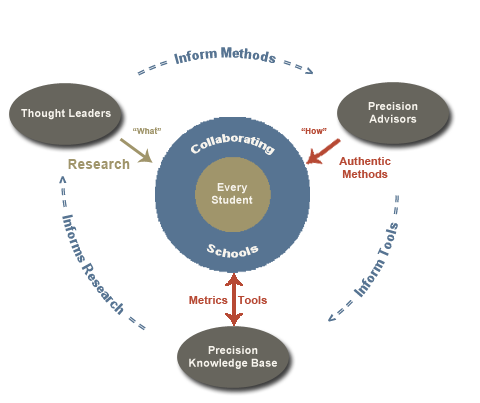 Inform Methods
Thought Leaders
Precision
Advisors
"What"
"How"
Research
Authentic
Methods
Collaborating
Schools
Every
Student
Informs Research
Inform Tools
Metrics
Tools
Precision
Knowledge Base